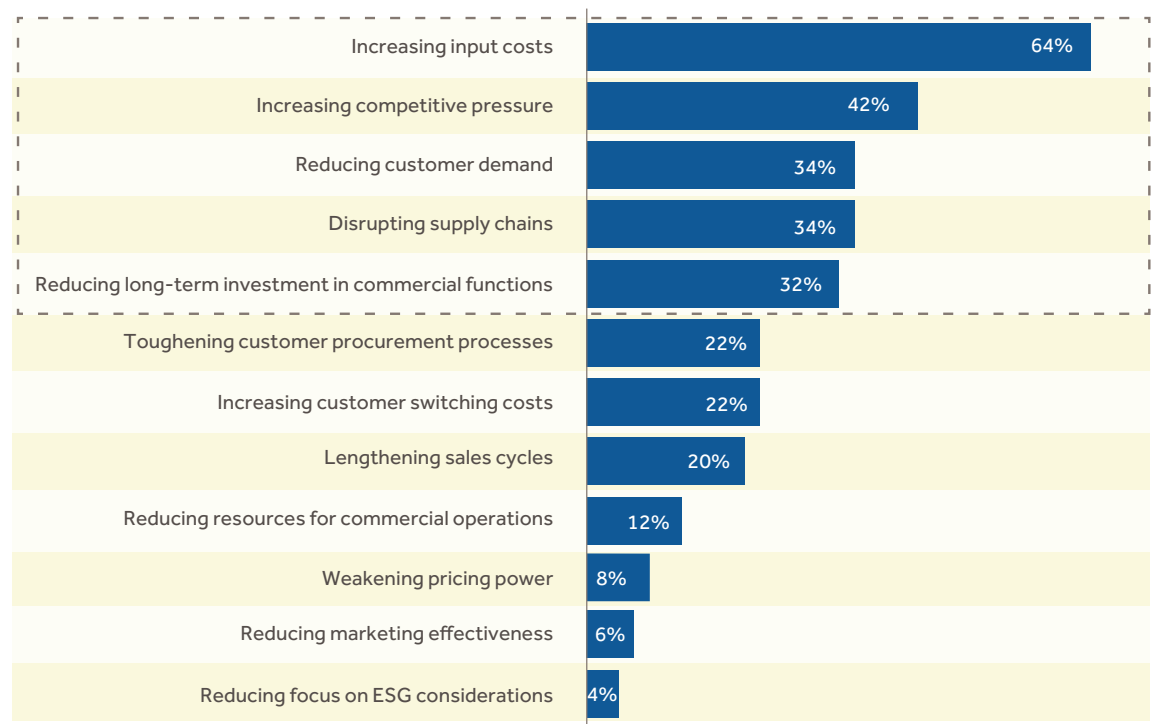 Increasing input costs 64%
Increasing competitive pressure 42%
Reducing customer demand 34%
Disrupting supply chains 34%
Reducing long-term investment in commercial functions 32%
Toughening customer procurement processes 22%
Increasing customer switching costs 22%
Lengthening sales cycles 20%
Reducing resources for commercial operations 12%
Weakening pricing power 8%
Reducing marketing effectiveness 6%
Reducing focus on ESG considerations 4%